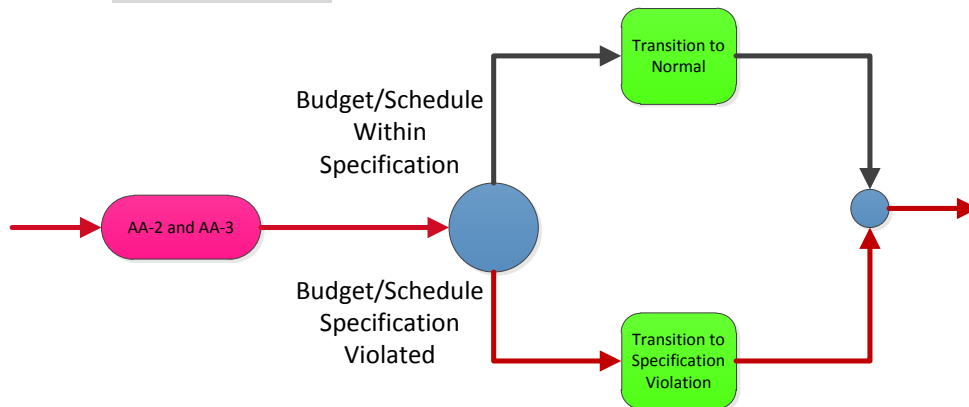 Transition to
Normal
Budget/Schedule
Within
Specification
AA-2 and AA-3
Budget/Schedule
Specification
Violated
Transition to
Specification
Violation